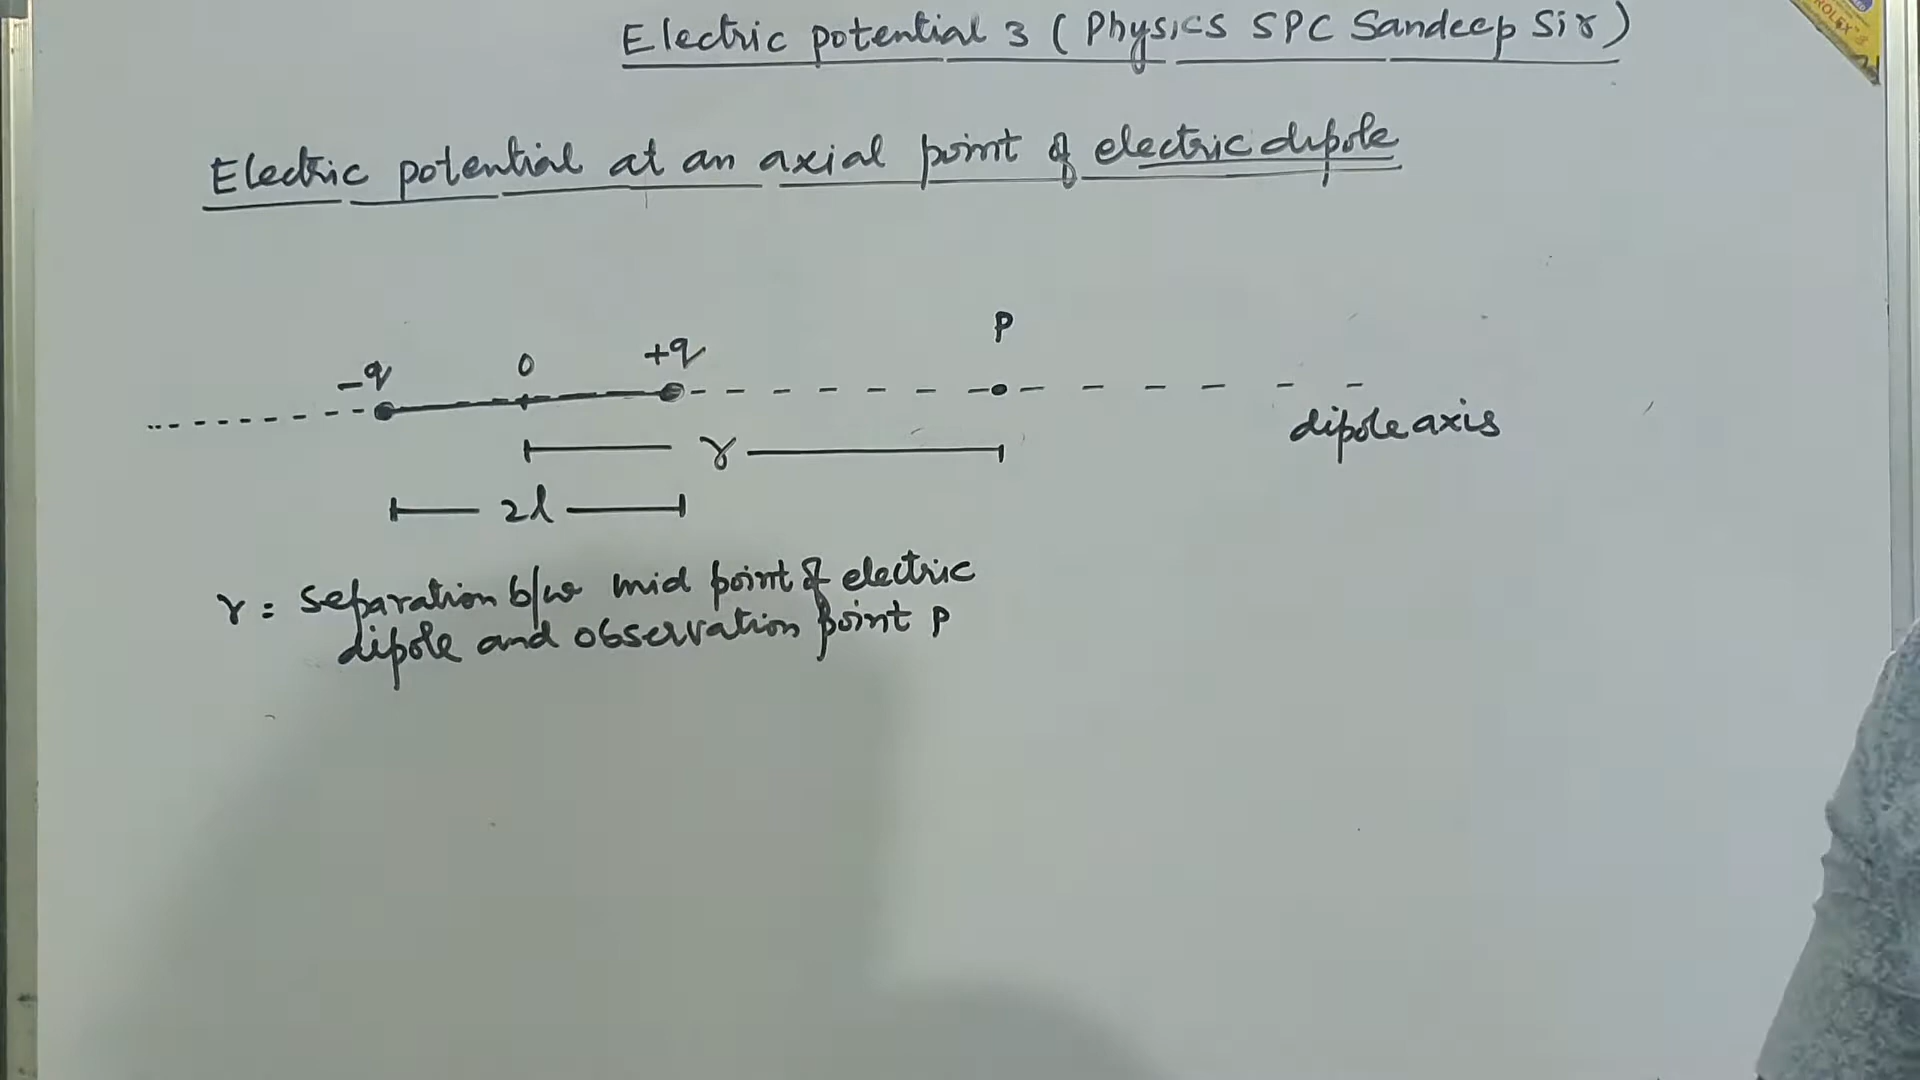 Electric potential 3 (Physics SPC Sandeep Sir)
Electric potential at an axial point of electric dipole
P
-q
0
+q
dipole axis
r
2l
r = separation b/w mid point of electric
dipole and observation point P